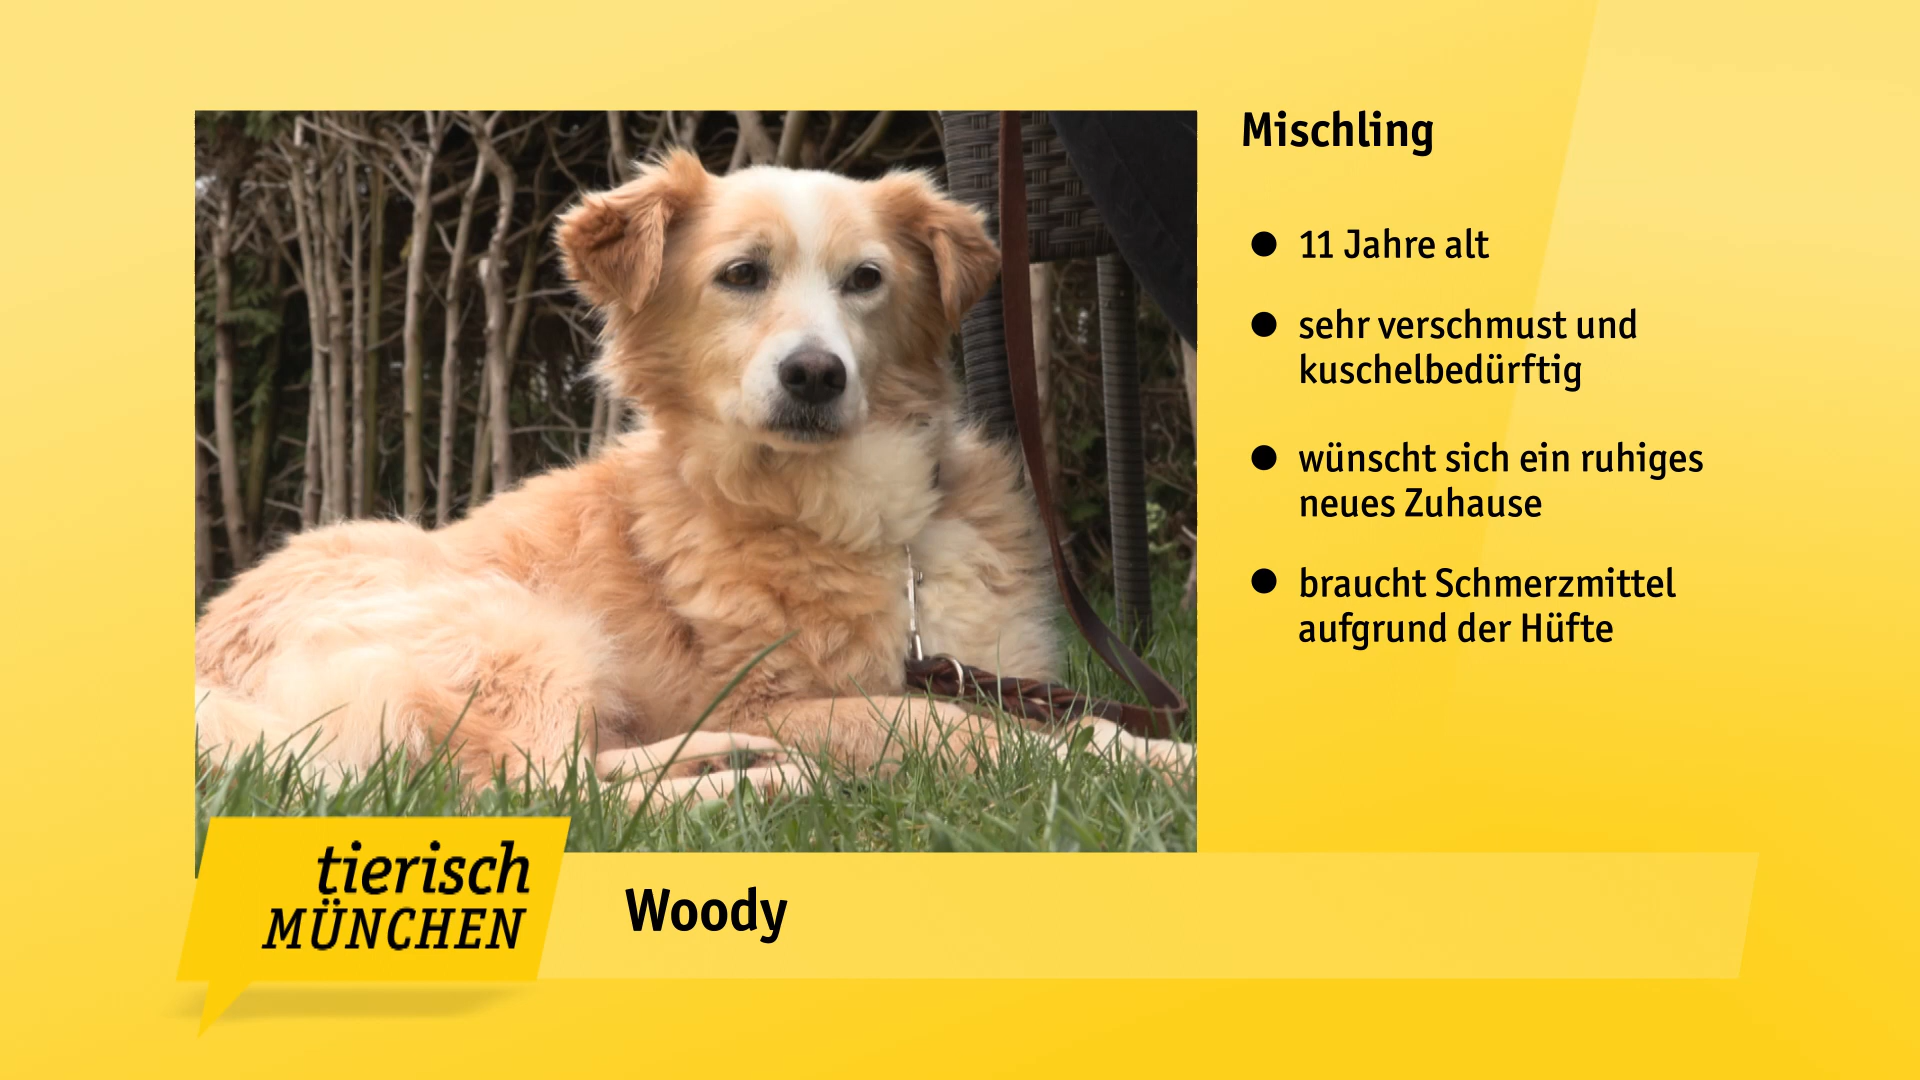 Mischling
● 11 Jahre alt
● sehr verschmust und
kuschelbedürftig
● wünscht sich ein ruhiges
neues Zuhause
● braucht Schmerzmittel
aufgrund der Hüfte
tierisch
MÜNCHEN
Woody